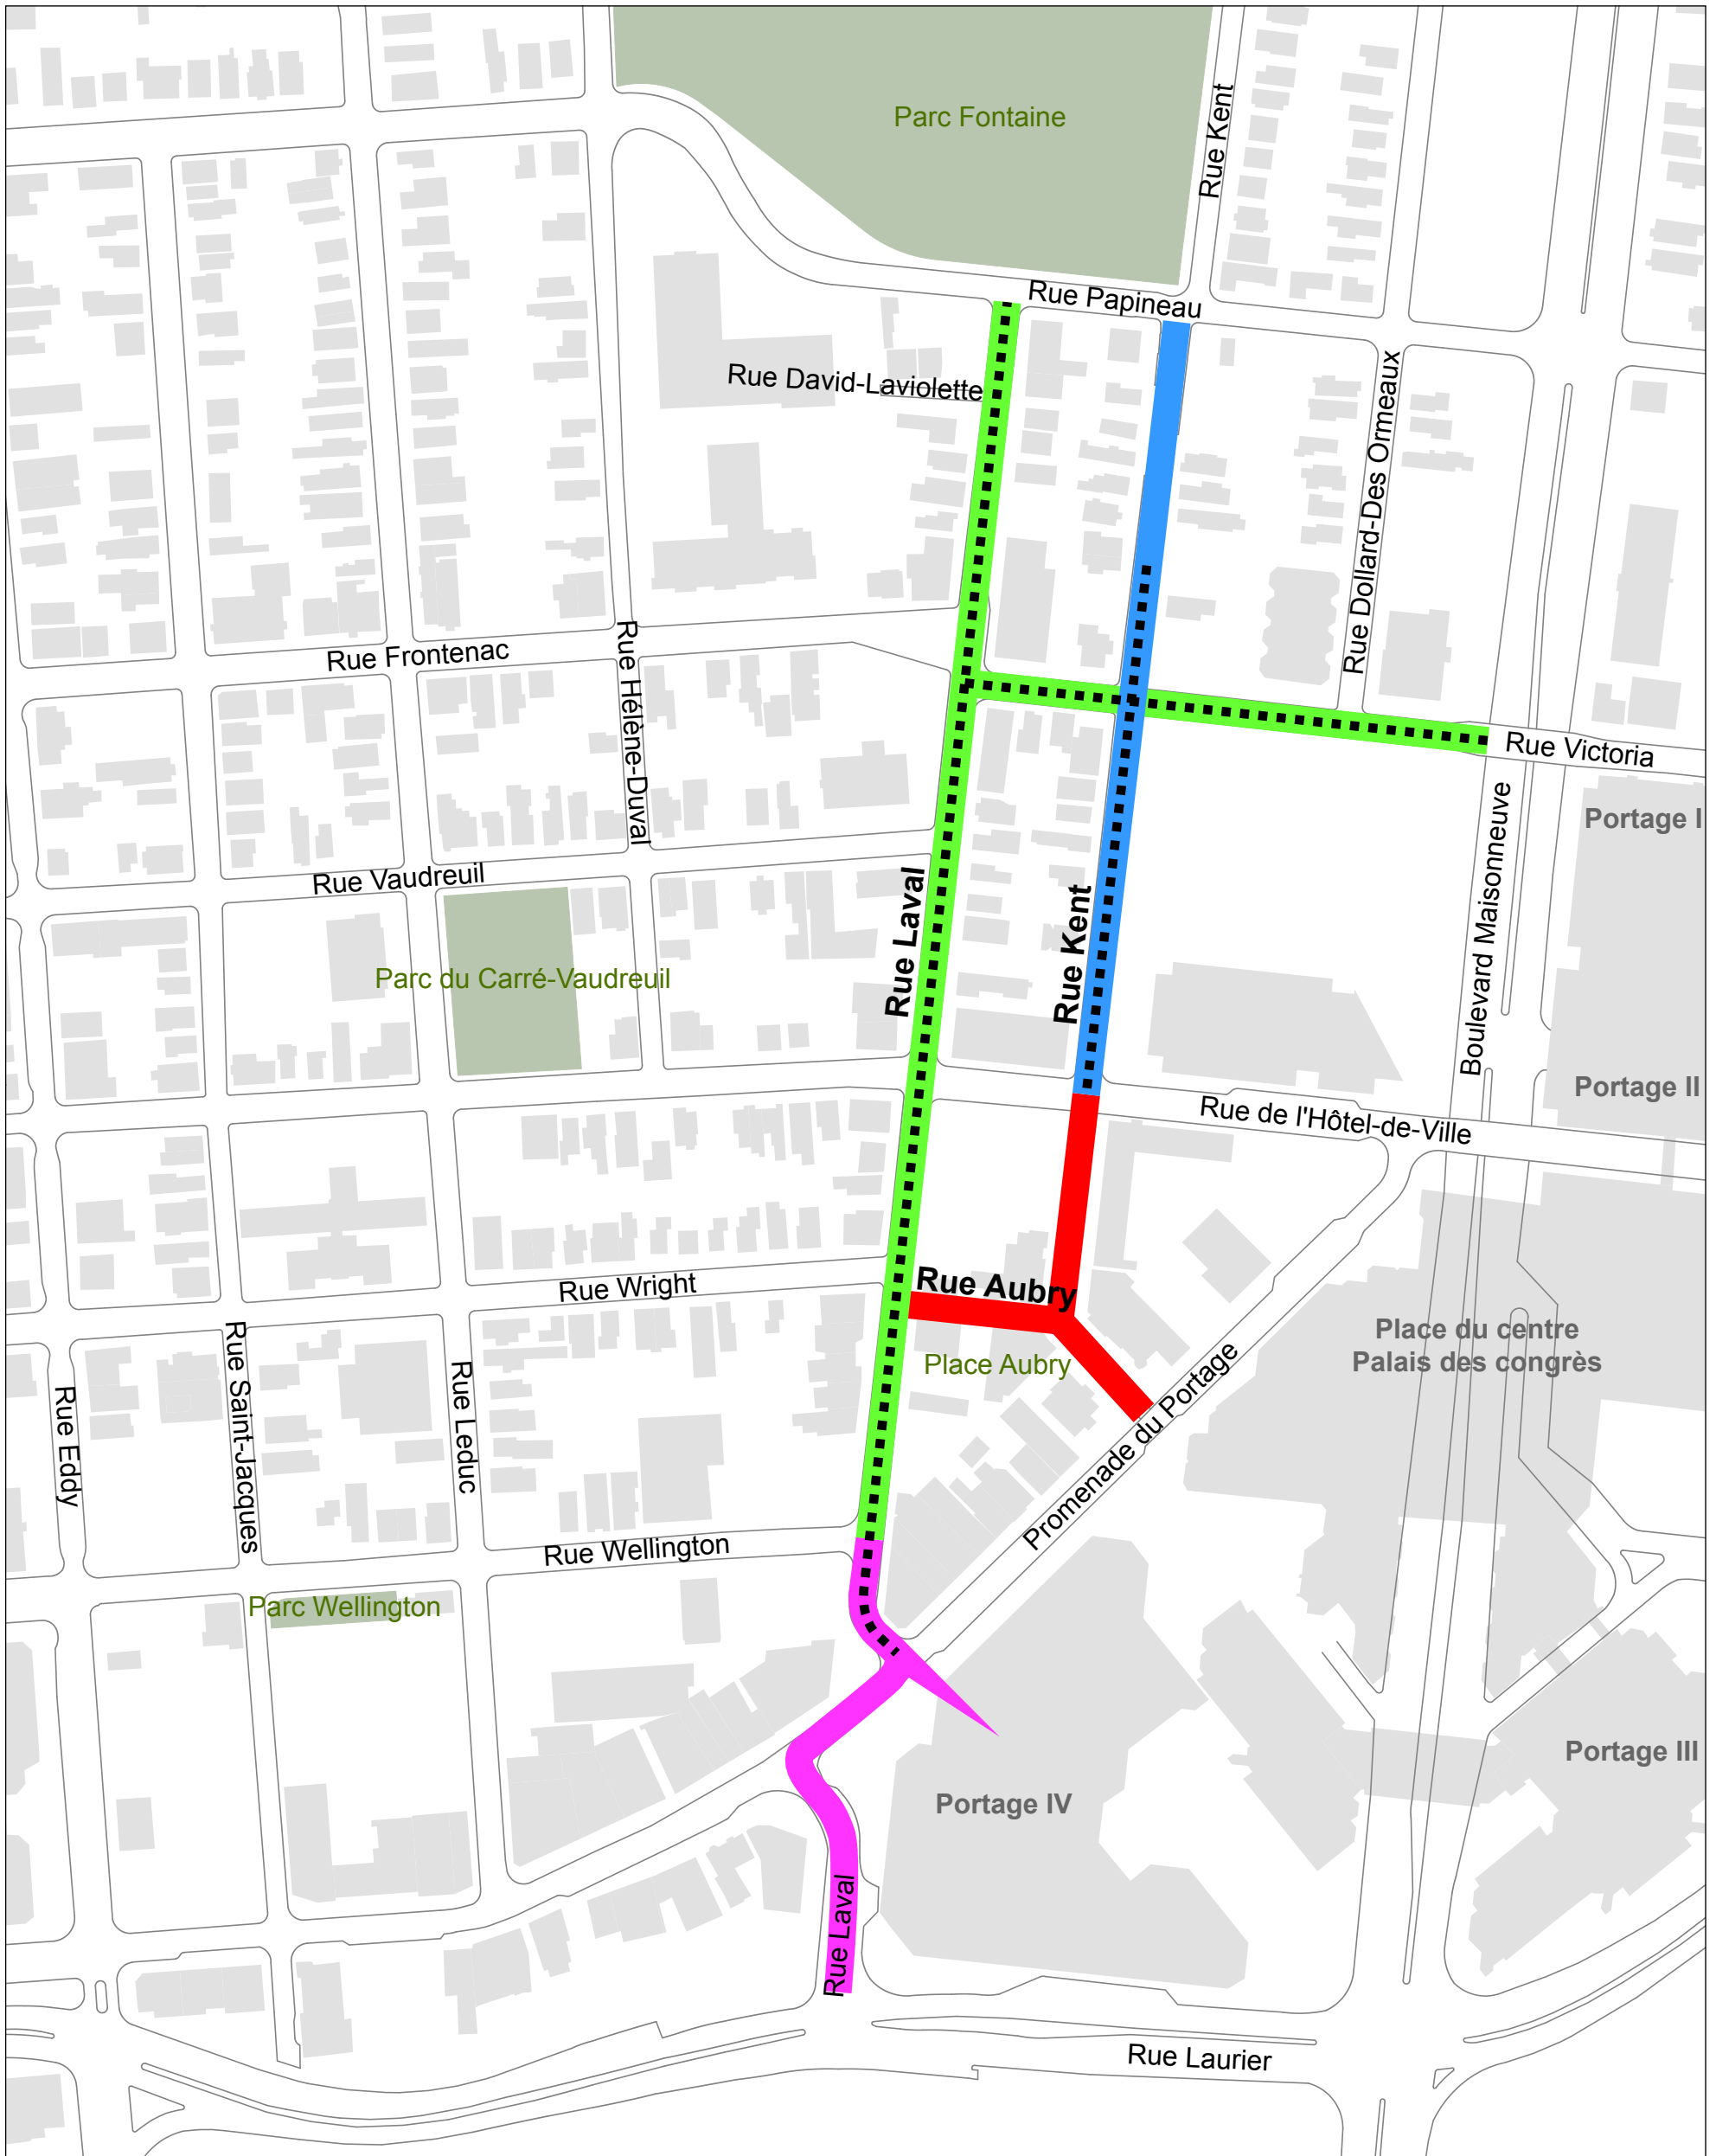 Parc Fontaine
Rue Kent
Rue Papineau
Rue David-Laviolette
Rue Dollard-Des Ormeaux
Rue Frontenac
Rue Hélène-Duval
Rue Victoria
Portage I
Boulevard Maisonneuve
Rue Vaudreuil
Rue Laval
Rue Kent
Parc du Carré-Vaudreuil
Portage II
Rue de l'Hôtel-de-Ville
Rue Wright
Rue Aubry
Place du centre
Palais des congrès
Place Aubry
Rue Saint-Jacques
Rue Leduc
Rue Eddy
Promenade du Portage
Rue Wellington
Parc Wellington
Portage III
Portage IV
Rue Laval
Rue Laurier